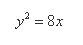 y² = 8x